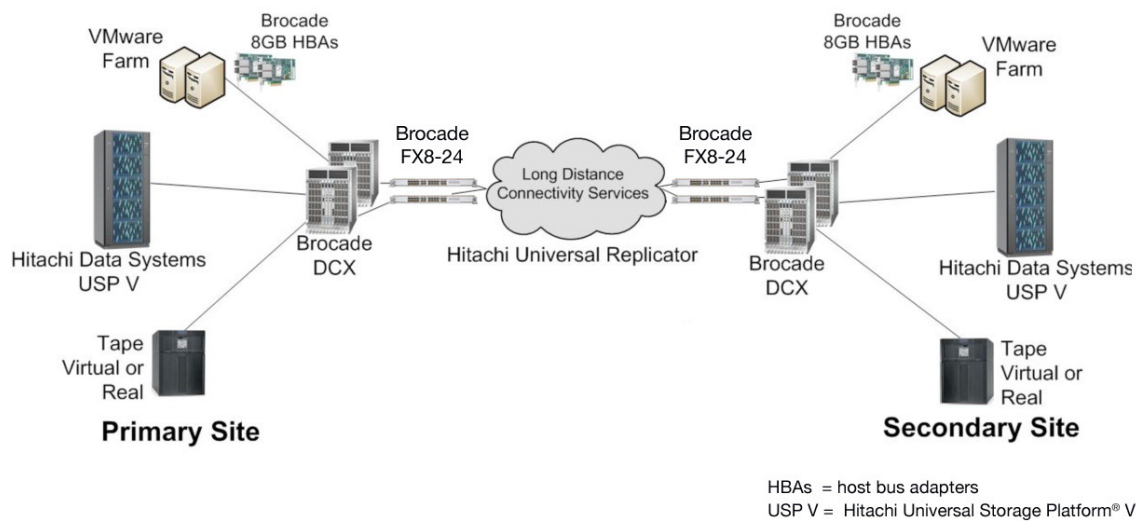 Brocade
8GB HBAs
VMware
Farm
Brocade
FX8-24
Hitachi Data Systems
USP V
Brocade
DCX
Tape
Virtual or
Real
Primary Site
Long Distance
Connectivity Services
Hitachi Universal Replicator
Brocade
8GB HBAs
VMware
Farm
Brocade
FX8-24
Brocade
DCX
Hitachi Data Systems
USP V
Tape
Virtual or
Real
Secondary Site
HBAs = host bus adapters
USP V = Hitachi Universal Storage Platform® V